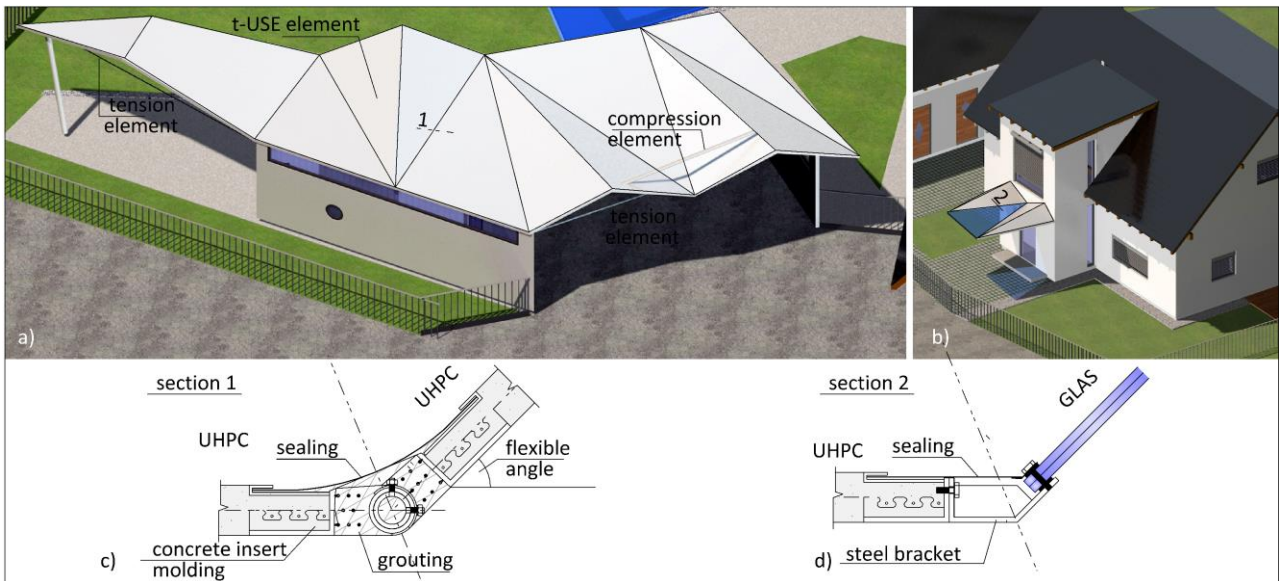 t-USE element
tension
element
1
compression
element
tension
element
a)
2
b)
section 1
UHPC
UHPC
sealing
flexible
angle
concrete insert
molding
grouting
c)
section 2
GLAS
UHPC
sealing
steel bracket
d)